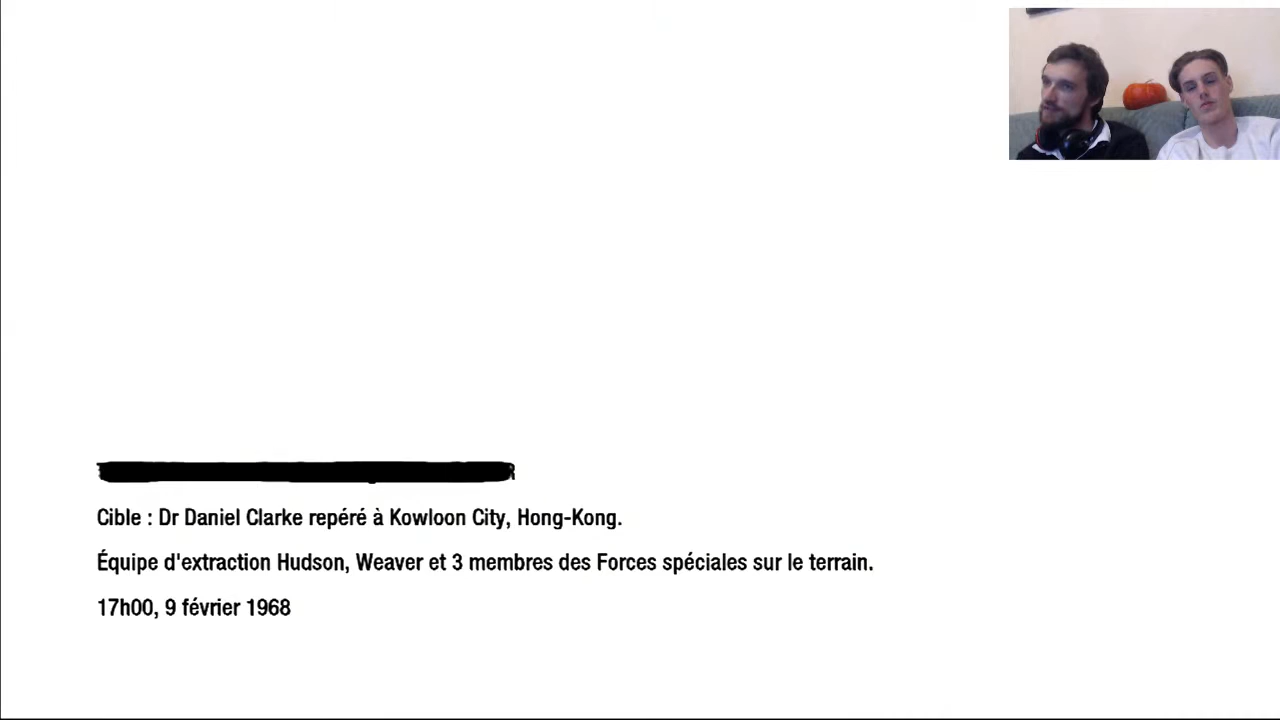 Cible : Dr Daniel Clarke repéré à Kowloon City, Hong-Kong.
Équipe d'extraction Hudson, Weaver et 3 membres des Forces spéciales sur le terrain.
17h00, 9 février 1968